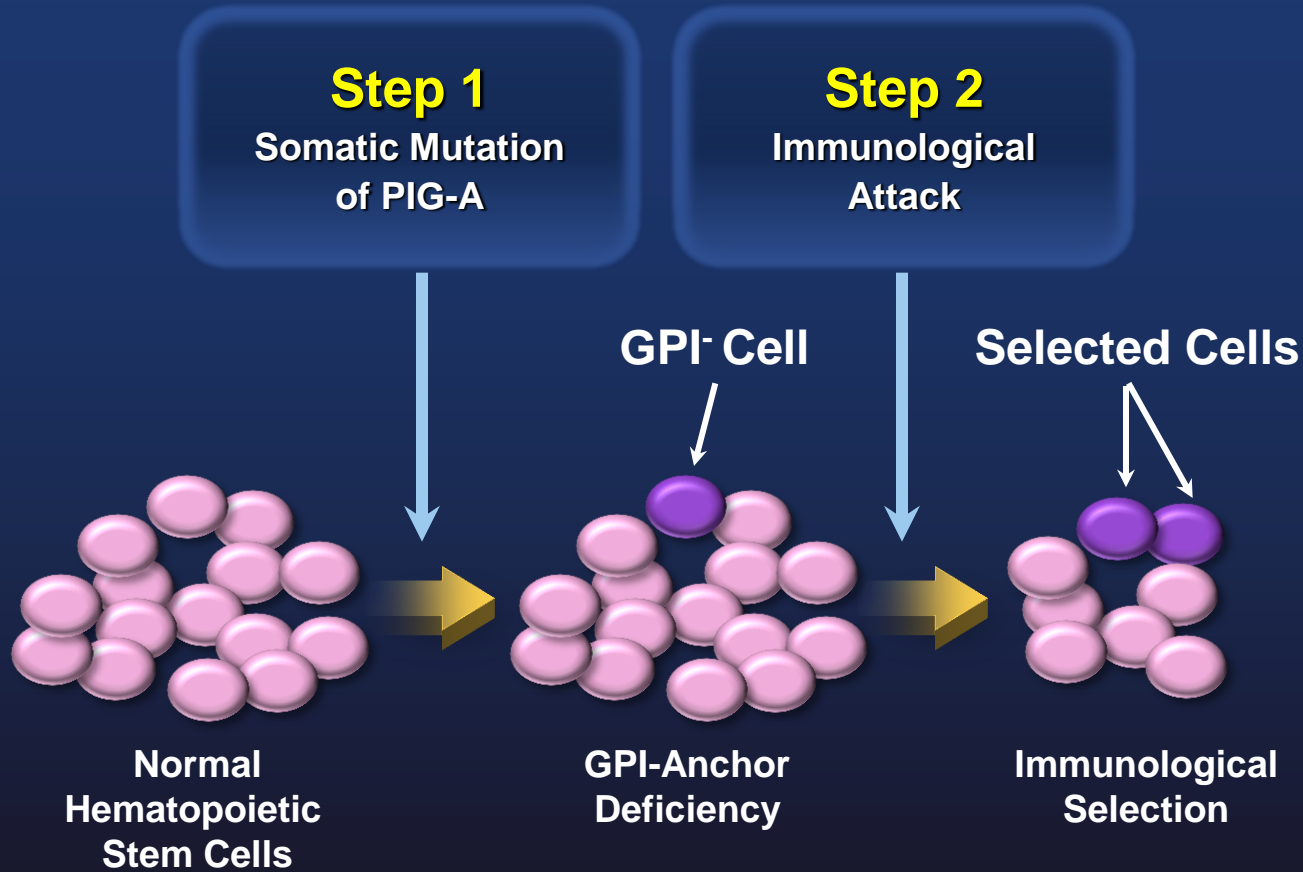 Step 1
Somatic Mutation
of PIG-A
Step 2
Immunological
Attack
GPI- Cell
Selected Cells
Normal
Hematopoietic
Stem Cells
GPI-Anchor
Deficiency
Immunological
Selection